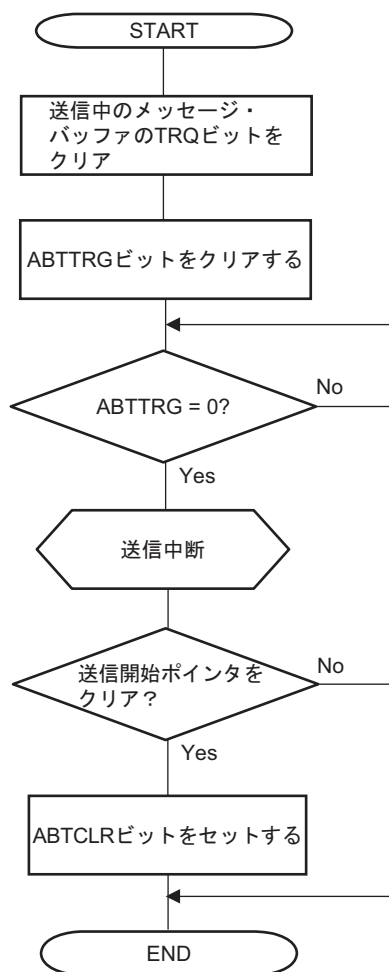 START
送信中のメッセージ・
バッファのTRQビットを
クリア
ABTTRGビットをクリアする
ABTTRG = 0?
No
Yes
送信中断
送信開始ポインタを
クリア？
No
Yes
ABTCLRビットをセットする
END